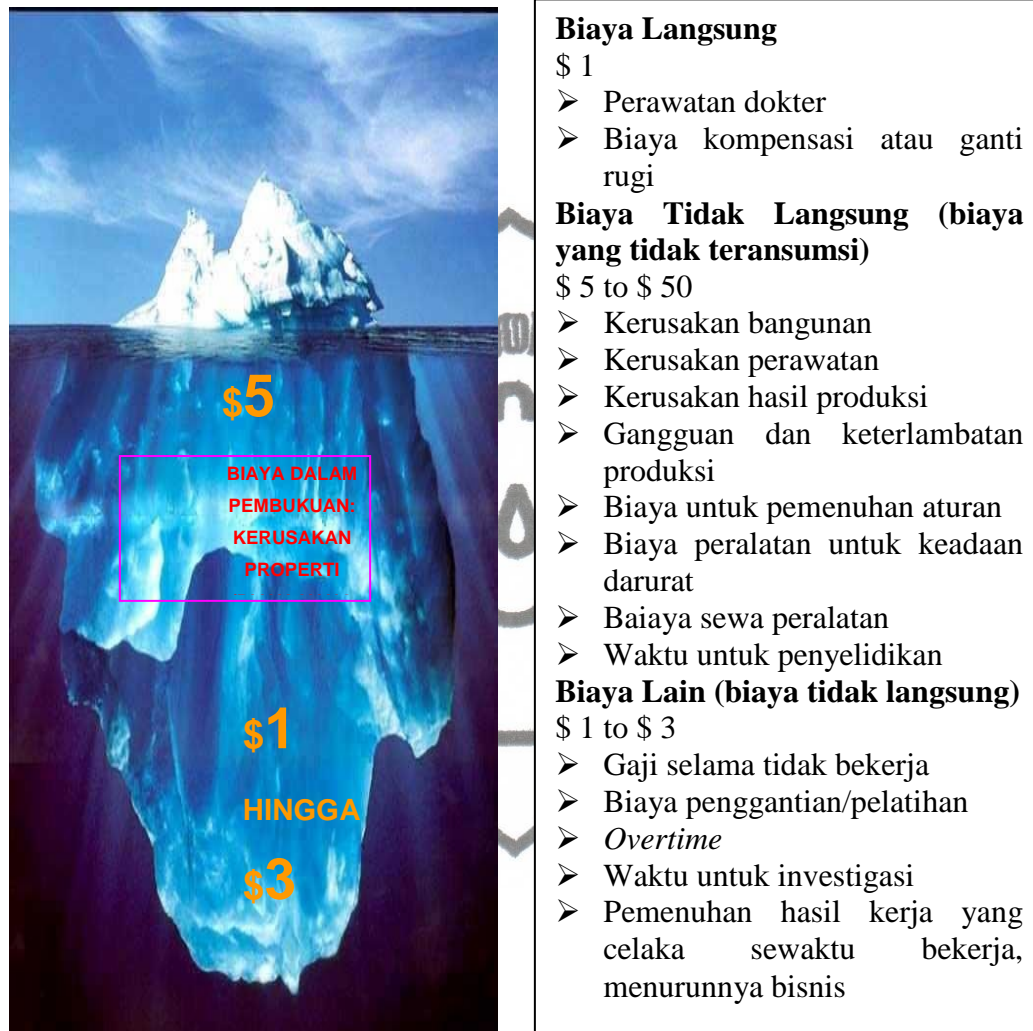 $5
BIAYA DALAM
PEMBUKUAN:
KERUSAKAN
PROPERTI
$1
HINGGA
$3
Biaya Langsung
$ 1
➢ Perawatan dokter
➢ Biaya kompensasi atau ganti
rugi
Biaya Tidak Langsung (biaya
yang tidak teransumsi)
$ 5 to $ 50
➢ Kerusakan bangunan
➢ Kerusakan perawatan
➢ Kerusakan hasil produksi
➢ Gangguan dan keterlambatan
produksi
➢ Biaya untuk pemenuhan aturan
➢ Biaya peralatan untuk keadaan
darurat
➢ Baiaya sewa peralatan
➢ Waktu untuk penyelidikan
Biaya Lain (biaya tidak langsung)
$ 1 to $ 3
➢ Gaji selama tidak bekerja
➢ Biaya penggantian/pelatihan
➢ Overtime
➢ Waktu untuk investigasi
➢ Pemenuhan hasil kerja yang
celaka sewaktu bekerja,
menurunnya bisnis